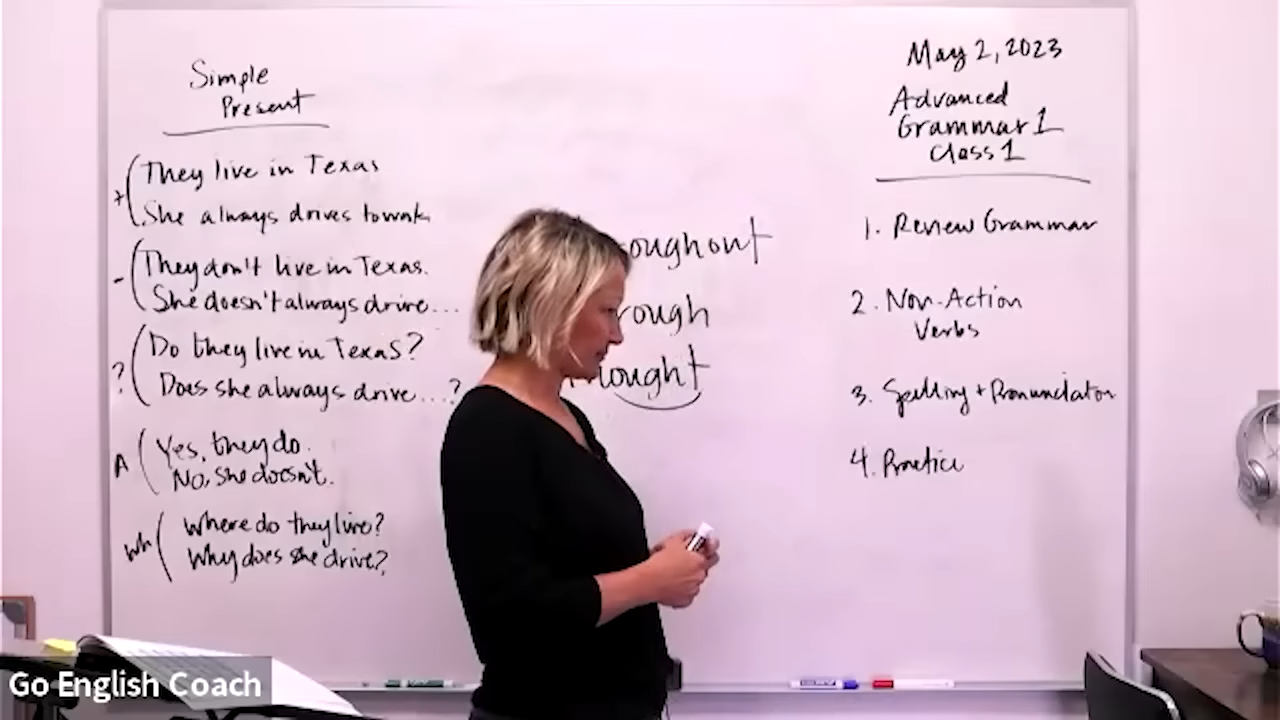 Simple
Present
+
They live in Texas
She always drives to work
-
They don't live in Texas.
She doesn't always drive...
?
Do they live in Texas?
Does she always drive....?
A
Yes, they do.
No, she doesn't.
Wh
Where do they live?
Why does she drive?
oughout
rough
hought
May 2, 2023
Advanced
Grammar 1
Class 1
1. Review Grammar
2. Non-Action
Verbs
3. Spelling + Pronunciation
4. Practice
Go English Coach